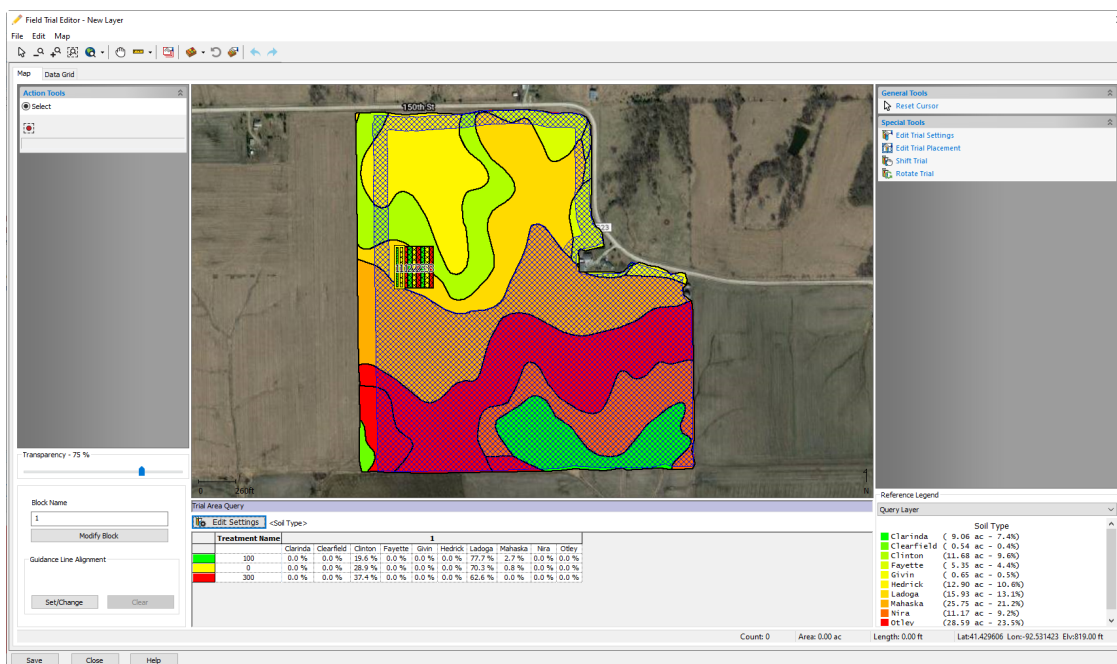 Field Trial Editor - New Layer
File Edit Map
Map Data Grid
Action Tools
Select
General Tools
Reset Cursor
Special Tools
Edit Trial Settings
Edit Trial Placement
Shift Trial
Rotate Trial
150th St
23
0 260ft
N
Transparency - 75 %
Block Name
1
Modify Block
Guidance Line Alignment
Set/Change Clear
Trial Area Query
Edit Settings <Soil Type>
Treatment Name 1
Clarinda Clearfield Clinton Fayette Givin Hedrick Ladoga Mahaska Nira Otley
100 0.0 % 0.0 % 19.6 % 0.0 % 0.0 % 0.0 % 77.7 % 2.7 % 0.0 % 0.0 %
0 0.0 % 0.0 % 28.9 % 0.0 % 0.0 % 0.0 % 70.3 % 0.8 % 0.0 % 0.0 %
300 0.0 % 0.0 % 37.4 % 0.0 % 0.0 % 0.0 % 62.6 % 0.0 % 0.0 % 0.0 %
Reference Legend
Query Layer
Soil Type
Clarinda ( 9.06 ac - 7.4%)
Clearfield ( 0.54 ac - 0.4%)
Clinton (11.68 ac - 9.6%)
Fayette ( 5.35 ac - 4.4%)
Givin ( 0.65 ac - 0.5%)
Hedrick (12.90 ac - 10.6%)
Ladoga (15.93 ac - 13.1%)
Mahaska (25.75 ac - 21.2%)
Nira (11.17 ac - 9.2%)
Otley (28.59 ac - 23.5%)
Count: 0 Area: 0.00 ac Length: 0.00 ft Lat:41.429606 Lon:-92.531423 Elv:819.00 ft
Save Close Help